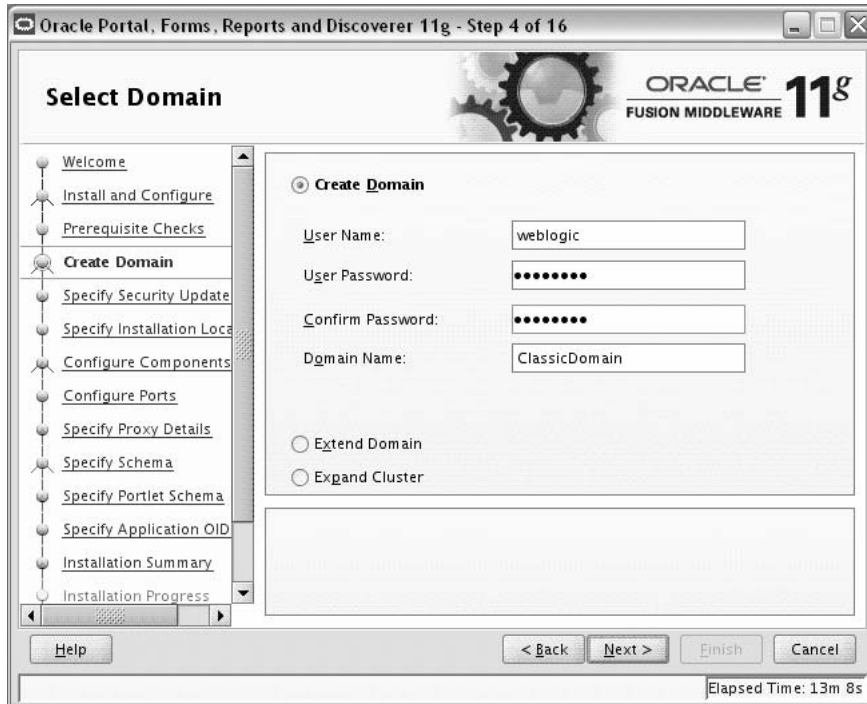 Oracle Portal, Forms, Reports and Discoverer 11g - Step 4 of 16
Select Domain
ORACLE
FUSION MIDDLEWARE 11g
Welcome
Install and Configure
Prerequisite Checks
Create Domain
Specify Security Update
Specify Installation Loca
Configure Components
Configure Ports
Specify Proxy Details
Specify Schema
Specify Portlet Schema
Specify Application OID
Installation Summary
Installation Progress
Create Domain
User Name: weblogic
User Password: ••••••••
Confirm Password: ••••••••
Domain Name: ClassicDomain
Extend Domain
Expand Cluster
Help < Back Next > Finish Cancel
Elapsed Time: 13m 8s